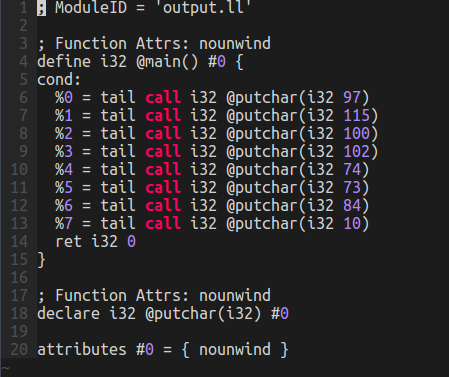 1 ; ModuleID = 'output.ll'
2
3 ; Function Attrs: nounwind
4 define i32 @main() #0 {
5 cond:
6   %0 = tail call i32 @putchar(i32 97)
7   %1 = tail call i32 @putchar(i32 115)
8   %2 = tail call i32 @putchar(i32 100)
9   %3 = tail call i32 @putchar(i32 102)
10   %4 = tail call i32 @putchar(i32 74)
11   %5 = tail call i32 @putchar(i32 73)
12   %6 = tail call i32 @putchar(i32 84)
13   %7 = tail call i32 @putchar(i32 10)
14   ret i32 0
15 }
16
17 ; Function Attrs: nounwind
18 declare i32 @putchar(i32) #0
19
20 attributes #0 = { nounwind }
~